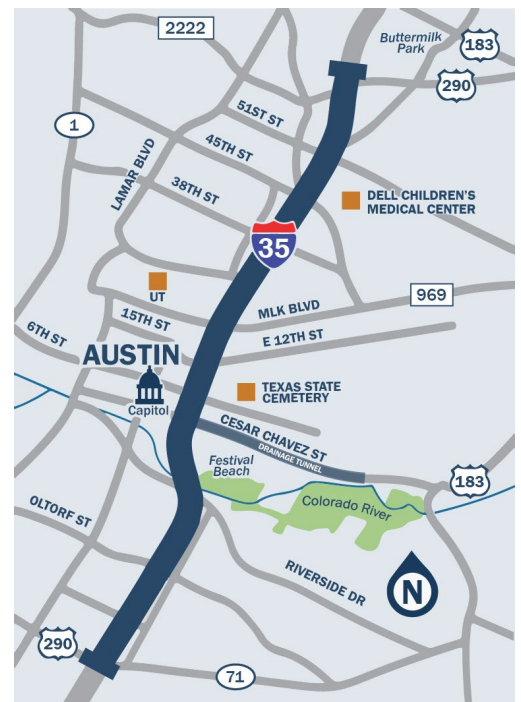 2222
Buttermilk
Park
183
290
1
51ST ST
45TH ST
LAMAR BLVD
38TH ST
DELL CHILDREN'S
MEDICAL CENTER
35
UT
969
MLK BLVD
15TH ST
6TH ST
E 12TH ST
AUSTIN
Capitol
TEXAS STATE
CEMETERY
CESAR CHAVEZ ST
DRAINAGE TUNNEL
Festival
Beach
183
Colorado River
OLTORF ST
RIVERSIDE DR
N
290
71